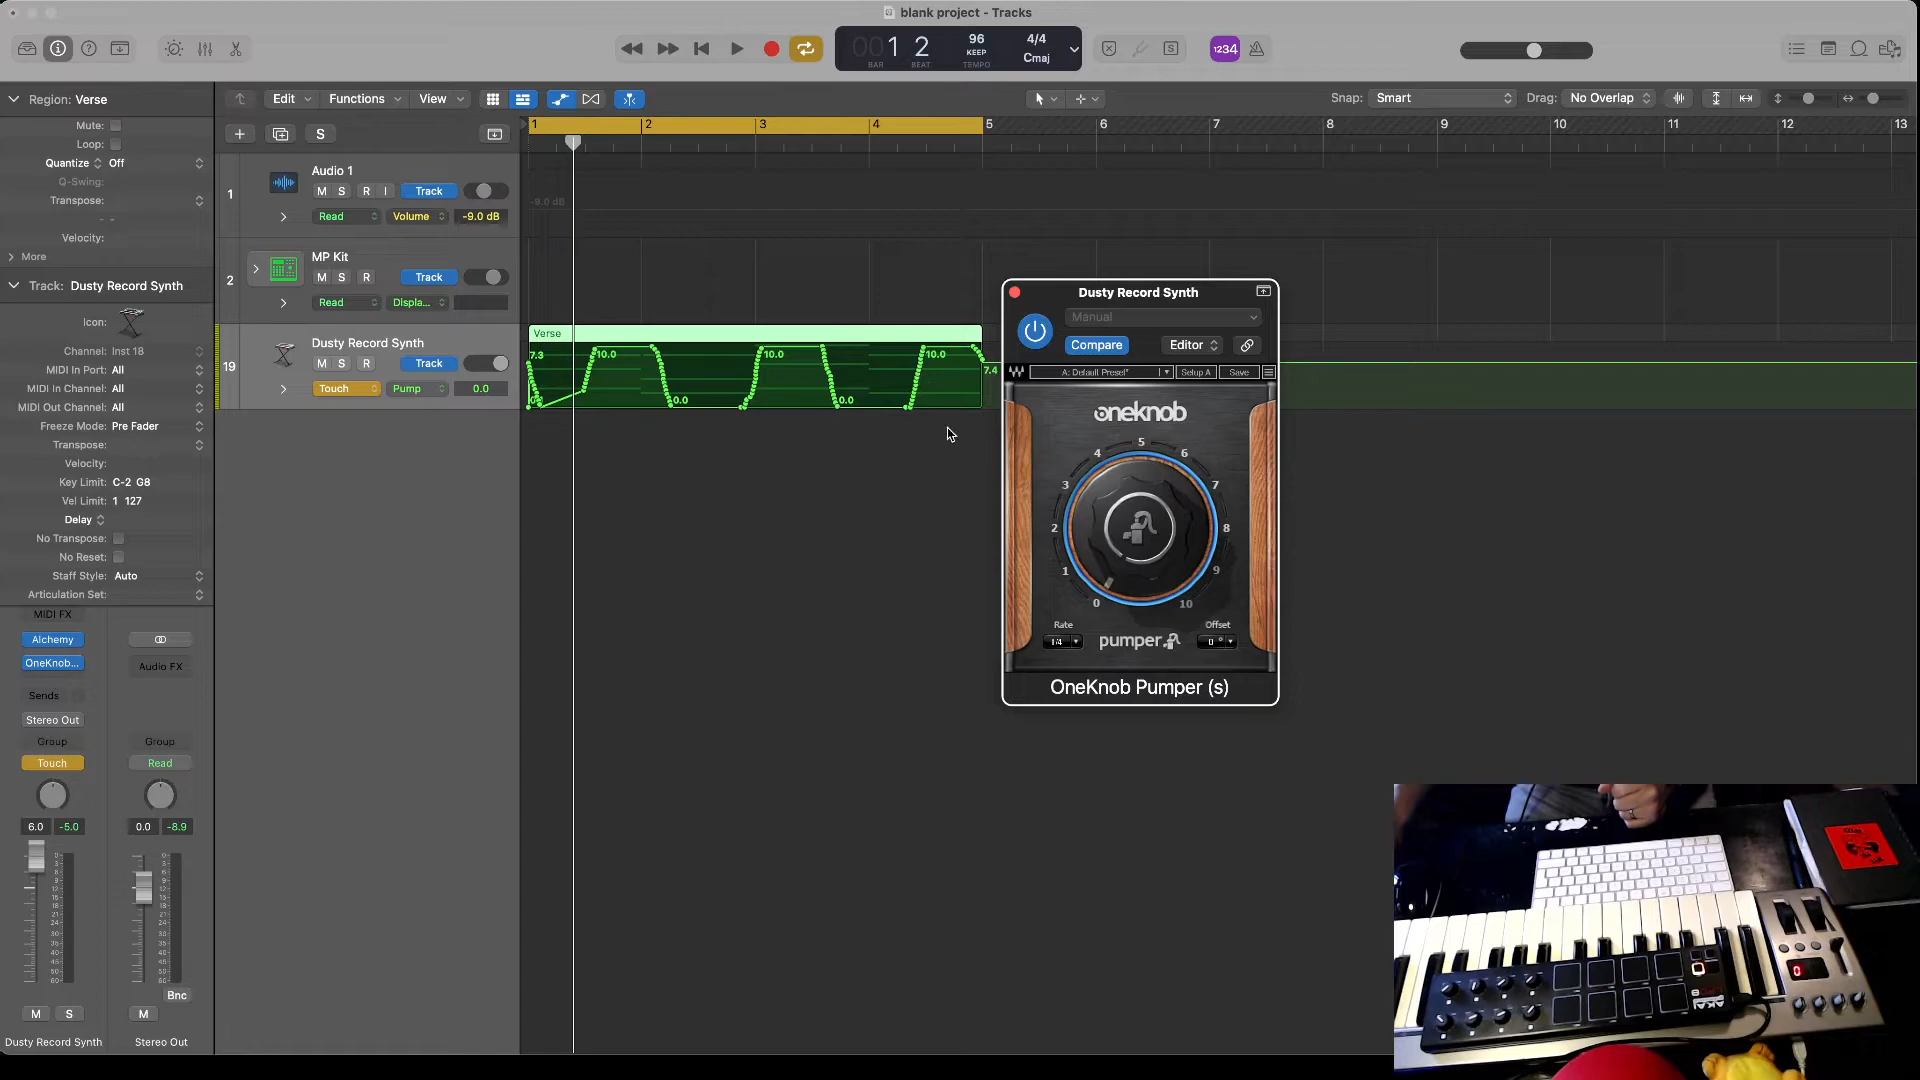 blank project - Tracks
001 2
BAR BEAT
96
KEEP
TEMPO
4/4
Cmaj
S
1234
Region: Verse
Mute:
Loop:
Quantize Off
Q-Swing:
Transpose:
- -
Velocity:
More
Track: Dusty Record Synth
Icon:
Channel: Inst 18
MIDI In Port: All
MIDI In Channel: All
MIDI Out Channel: All
Freeze Mode: Pre Fader
Transpose:
Velocity:
Key Limit: C-2 G8
Vel Limit: 1 127
Delay
No Transpose:
No Reset:
Staff Style: Auto
Articulation Set:
MIDI FX
Alchemy
OneKnob...
Audio FX
Sends
Stereo Out
Group Group
Touch Read
6.0 -5.0 0.0 -8.9
Bnc
M S M
Dusty Record Synth Stereo Out
Edit Functions View
Snap: Smart Drag: No Overlap
S
1 2 3 4 5 6 7 8 9 10 11 12 13
1
Audio 1
M S R I Track
Read Volume -9.0 dB
-9.0 dB
2
MP Kit
M S R Track
Read Displa...
19
Dusty Record Synth
M S R Track
Touch Pump 0.0
Verse
7.3 10.0 10.0 10.0 7.4
0.0 0.0
Dusty Record Synth
Manual
Compare Editor
A: Default Preset* Setup A Save
oneknob
5
4 6
3 7
2 8
1 9
0 10
Rate Offset
1/4 pumper 0 °
OneKnob Pumper (s)
AKAI
0